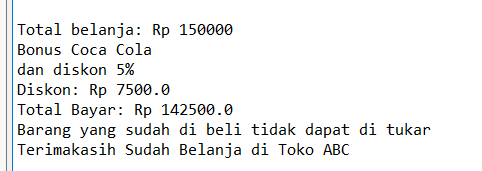 Total belanja: Rp 150000
Bonus Coca Cola
dan diskon 5%
Diskon: Rp 7500.0
Total Bayar: Rp 142500.0
Barang yang sudah di beli tidak dapat di tukar
Terimakasih Sudah Belanja di Toko ABC